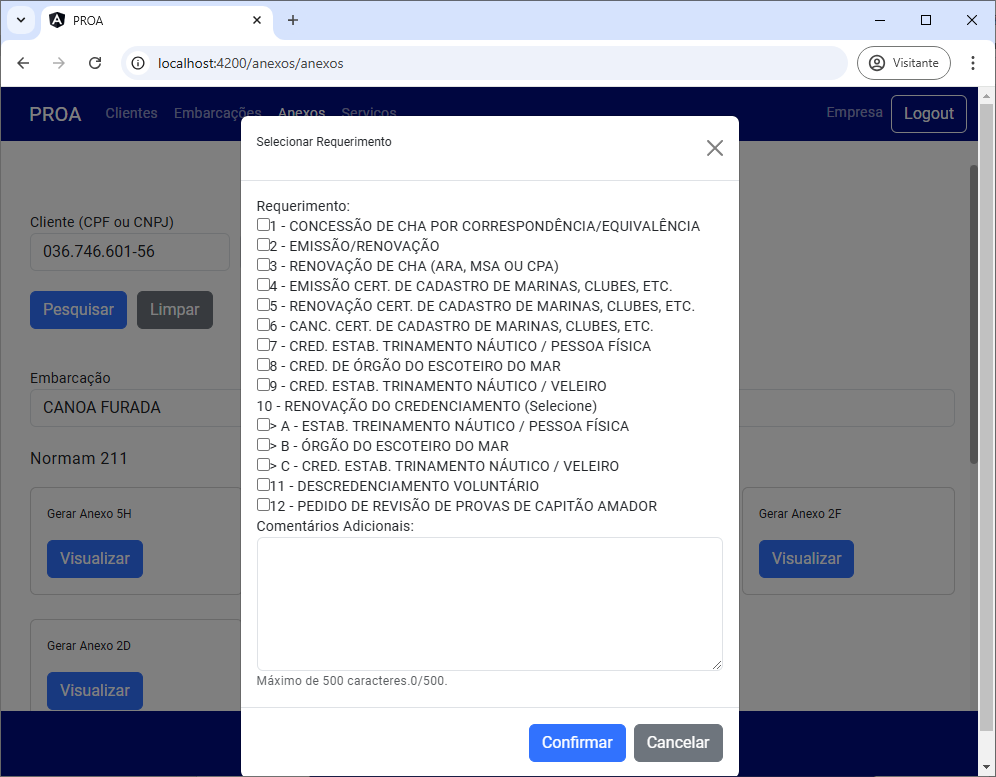 PROA
localhost:4200/anexos/anexos
Visitante
PROA Clientes Embarcações Anexos Serviços Empresa Logout
Cliente (CPF ou CNPJ)
036.746.601-56
Pesquisar Limpar
Embarcação
CANOA FURADA
Normam 211
Gerar Anexo 5H
Visualizar
Gerar Anexo 2F
Visualizar
Gerar Anexo 2D
Visualizar
Selecionar Requerimento
Requerimento:
1 - CONCESSÃO DE CHA POR CORRESPONDÊNCIA/EQUIVALÊNCIA
2 - EMISSÃO/RENOVAÇÃO
3 - RENOVAÇÃO DE CHA (ARA, MSA OU CPA)
4 - EMISSÃO CERT. DE CADASTRO DE MARINAS, CLUBES, ETC.
5 - RENOVAÇÃO CERT. DE CADASTRO DE MARINAS, CLUBES, ETC.
6 - CANC. CERT. DE CADASTRO DE MARINAS, CLUBES, ETC.
7 - CRED. ESTAB. TRINAMENTO NÁUTICO / PESSOA FÍSICA
8 - CRED. DE ÓRGÃO DO ESCOTEIRO DO MAR
9 - CRED. ESTAB. TRINAMENTO NÁUTICO / VELEIRO
10 - RENOVAÇÃO DO CREDENCIAMENTO (Selecione)
> A - ESTAB. TREINAMENTO NÁUTICO / PESSOA FÍSICA
> B - ÓRGÃO DO ESCOTEIRO DO MAR
> C - CRED. ESTAB. TRINAMENTO NÁUTICO / VELEIRO
11 - DESCREDENCIAMENTO VOLUNTÁRIO
12 - PEDIDO DE REVISÃO DE PROVAS DE CAPITÃO AMADOR
Comentários Adicionais:
Máximo de 500 caracteres.0/500.
Confirmar Cancelar